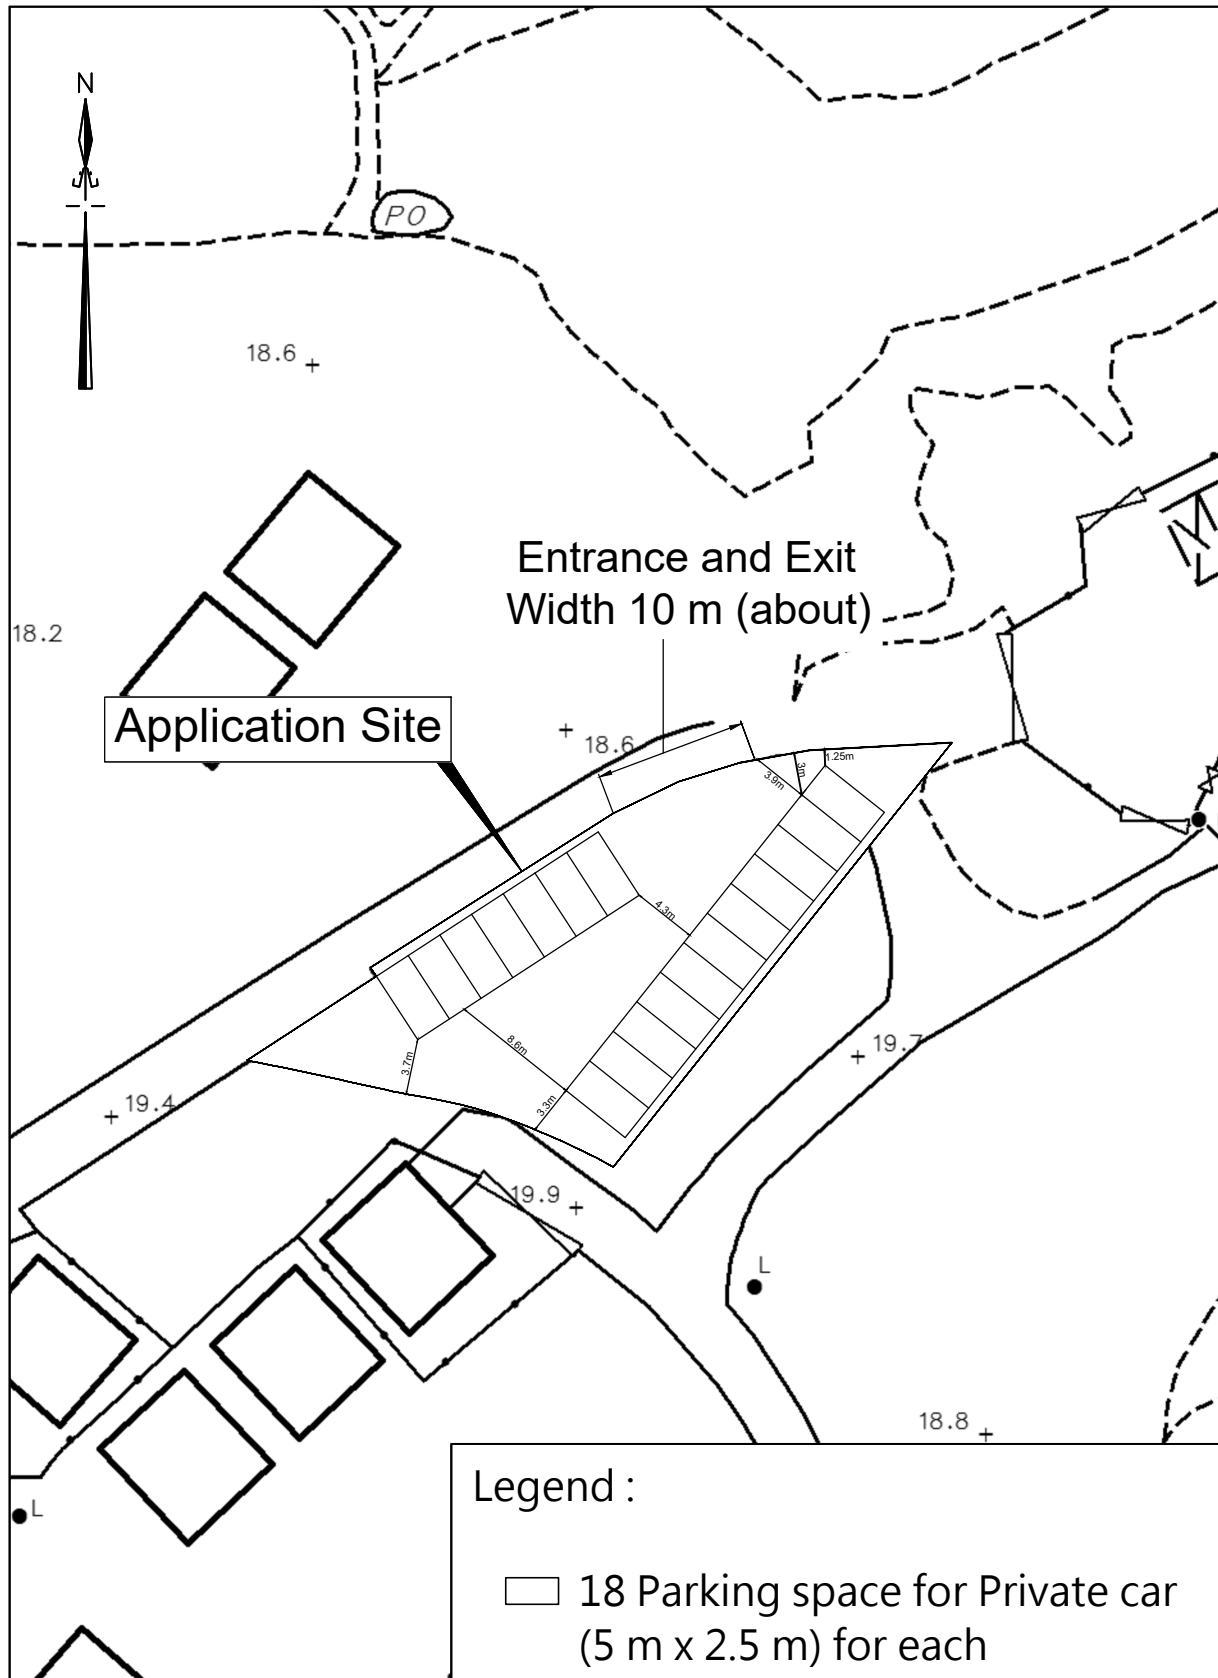 N
PO
18.6
Entrance and Exit
Width 10 m (about)
18.2
Application Site
18.6
1.25m
3m
3.9m
4.3m
8.6m
3.7m
3.3m
19.7
19.4
19.9
L
18.8
L
Legend :
18 Parking space for Private car
(5 m x 2.5 m) for each